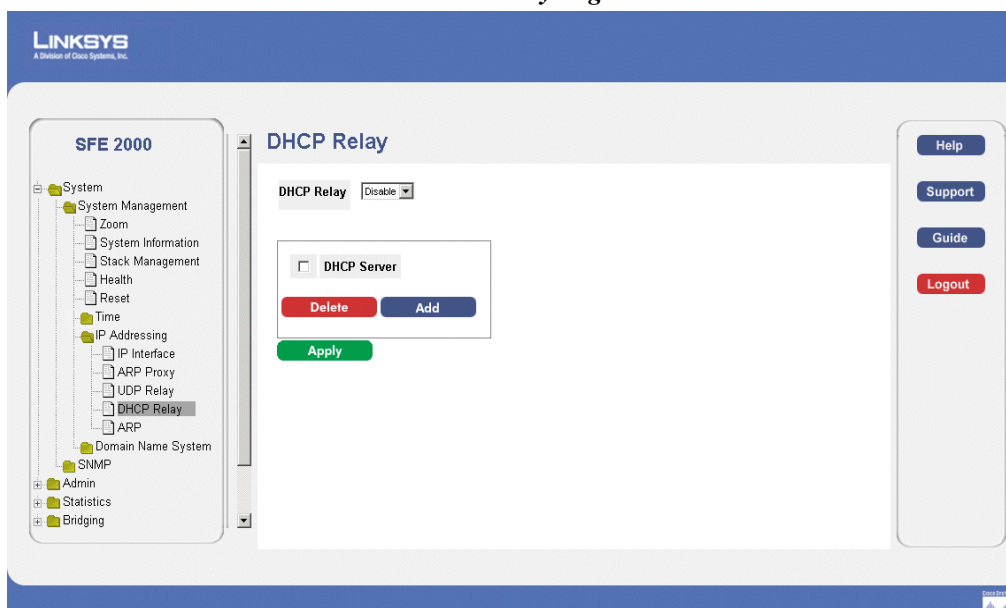 LINKSYS
A Division of Cisco Systems, Inc.
SFE 2000
System
System Management
Zoom
System Information
Stack Management
Health
Reset
Time
IP Addressing
IP Interface
ARP Proxy
UDP Relay
DHCP Relay
ARP
Domain Name System
SNMP
Admin
Statistics
Bridging
DHCP Relay
DHCP Relay Disable
DHCP Server
Delete Add
Apply
Help
Support
Guide
Logout